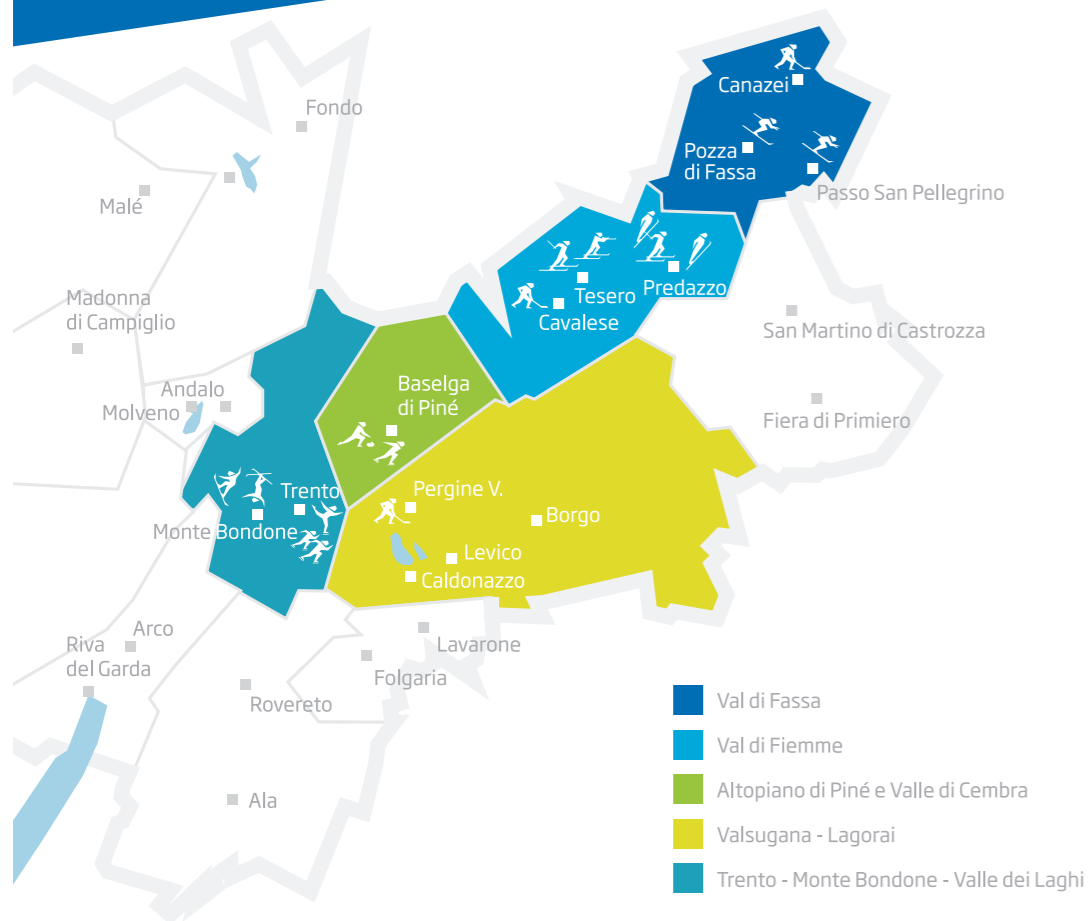 Fondo
Canazei
Pozza
di Fassa
Malé
Passo San Pellegrino
Madonna
di Campiglio
Tesero
Predazzo
Cavalese
San Martino di Castrozza
Andalo
Molveno
Baselga
di Piné
Fiera di Primiero
Trento
Pergine V.
Monte Bondone
Borgo
Levico
Caldonazzo
Arco
Riva
del Garda
Lavarone
Folgaria
Rovereto
Ala
Val di Fassa
Val di Fiemme
Altopiano di Piné e Valle di Cembra
Valsugana - Lagorai
Trento - Monte Bondone - Valle dei Laghi